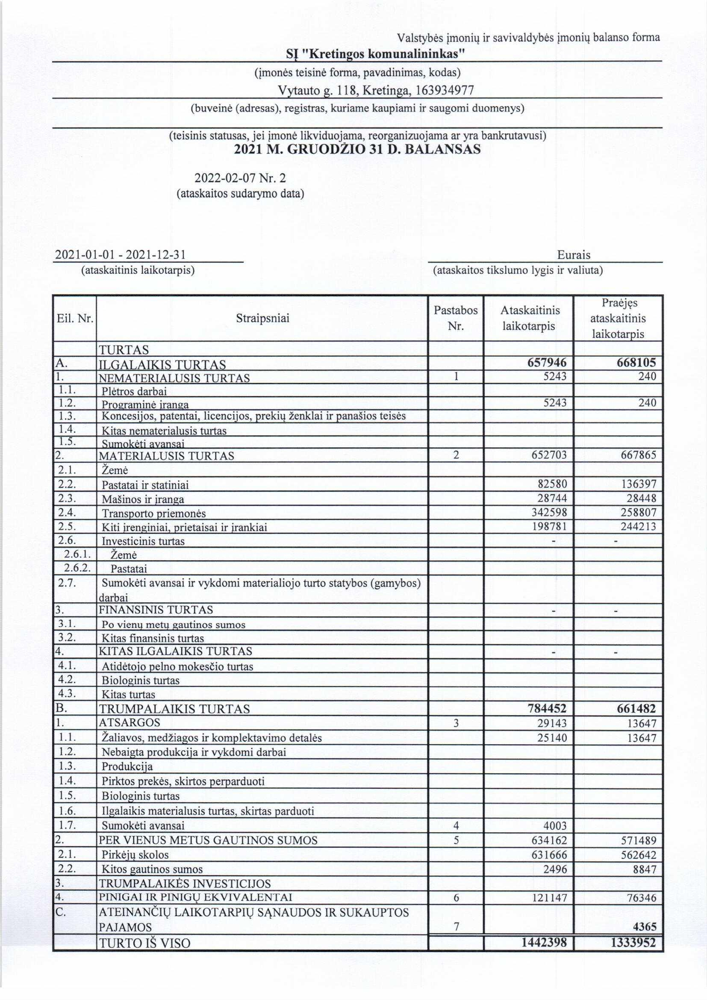 Valstybės įmonių ir savivaldybės įmonių balanso forma
SĮ "Kretingos komunalininkas"
(įmonės teisinė forma, pavadinimas, kodas)
Vytauto g. 118, Kretinga, 163934977
(buveinė (adresas), registras, kuriame kaupiami ir saugomi duomenys)
(teisinis statusas, jei įmonė likviduojama, reorganizuojama ar yra bankrutavusi)
2021 M. GRUODŽIO 31 D. BALANSAS
2022-02-07 Nr. 2
(ataskaitos sudarymo data)
2021-01-01 - 2021-12-31 Eurais
(ataskaitinis laikotarpis) (ataskaitos tikslumo lygis ir valiuta)
Eil. Nr. Straipsniai Pastabos Nr. Ataskaitinis laikotarpis Praėjęs ataskaitinis laikotarpis
TURTAS
A. ILGALAIKIS TURTAS 657946 668105
1. NEMATERIALUSIS TURTAS 1 5243 240
1.1. Plėtros darbai
1.2. Programinė įranga 5243 240
1.3. Koncesijos, patentai, licencijos, prekių ženklai ir panašios teisės
1.4. Kitas nematerialusis turtas
1.5. Sumokėti avansai
2. MATERIALUSIS TURTAS 2 652703 667865
2.1. Žemė
2.2. Pastatai ir statiniai 82580 136397
2.3. Mašinos ir įranga 28744 28448
2.4. Transporto priemonės 342598 258807
2.5. Kiti įrenginiai, prietaisai ir įrankiai 198781 244213
2.6. Investicinis turtas - -
2.6.1. Žemė
2.6.2. Pastatai
2.7. Sumokėti avansai ir vykdomi materialiojo turto statybos (gamybos)
darbai
3. FINANSINIS TURTAS - -
3.1. Po vienų metų gautinos sumos
3.2. Kitas finansinis turtas
4. KITAS ILGALAIKIS TURTAS - -
4.1. Atidėtojo pelno mokesčio turtas
4.2. Biologinis turtas
4.3. Kitas turtas
B. TRUMPALAIKIS TURTAS 784452 661482
1. ATSARGOS 3 29143 13647
1.1. Žaliavos, medžiagos ir komplektavimo detalės 25140 13647
1.2. Nebaigta produkcija ir vykdomi darbai
1.3. Produkcija
1.4. Pirktos prekės, skirtos perparduoti
1.5. Biologinis turtas
1.6. Ilgalaikis materialusis turtas, skirtas parduoti
1.7. Sumokėti avansai 4 4003
2. PER VIENUS METUS GAUTINOS SUMOS 5 634162 571489
2.1. Pirkėjų skolos 631666 562642
2.2. Kitos gautinos sumos 2496 8847
3. TRUMPALAIKĖS INVESTICIJOS
4. PINIGAI IR PINIGŲ EKVIVALENTAI 6 121147 76346
C. ATEINANČIŲ LAIKOTARPIŲ SĄNAUDOS IR SUKAUPTOS
PAJAMOS 7 4365
TURTO IŠ VISO 1442398 1333952